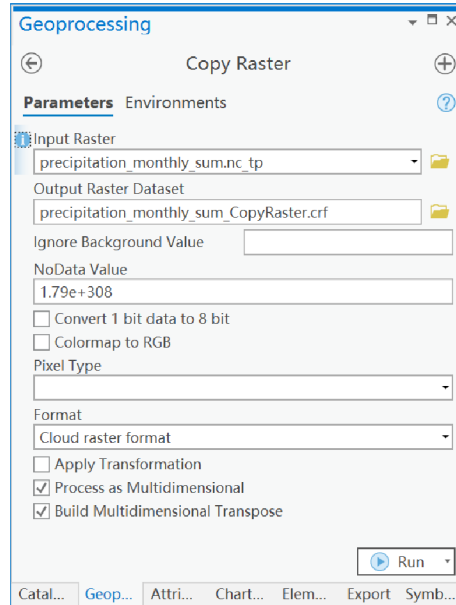 Geoprocessing
Copy Raster
Parameters Environments
Input Raster
precipitation_monthly_sum.nc_tp
Output Raster Dataset
precipitation_monthly_sum_CopyRaster.crf
Ignore Background Value
NoData Value
1.79e+308
Convert 1 bit data to 8 bit
Colormap to RGB
Pixel Type
Format
Cloud raster format
Apply Transformation
Process as Multidimensional
Build Multidimensional Transpose
Run
Catal... Geop... Attri... Chart... Elem... Export Symb...